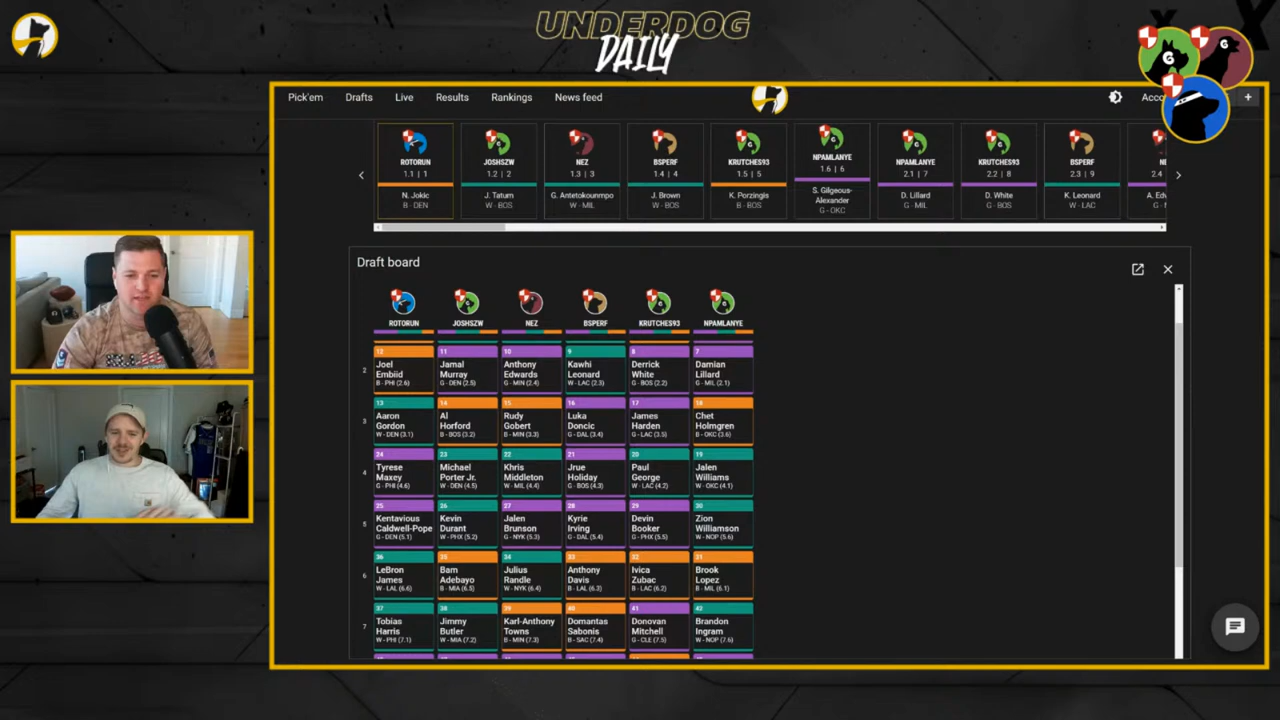 UNDERDOG
DAILY
Pick'em Drafts Live Results Rankings News feed
ROTORUN
1.1 | 1
N. Jokic
B - DEN
JOSHSZW
1.2 | 2
J. Tatum
W - BOS
NEZ
1.3 | 3
G. Antetokounmpo
W - MIL
BSPERF
1.4 | 4
J. Brown
W - BOS
KRUTCHES93
1.5 | 5
K. Porzingis
B - BOS
NPAMLANYE
1.6 | 6
S. Gilgeous-
Alexander
G - OKC
NPAMLANYE
2.1 | 7
D. Lillard
G - MIL
KRUTCHES93
2.2 | 8
D. White
G - BOS
BSPERF
2.3 | 9
K. Leonard
W - LAC
2.4
Draft board
ROTORUN JOSHSZW NEZ BSPERF KRUTCHES93 NPAMLANYE
2
12 11 10 9 8 7
Joel Jamal Anthony Kawhi Derrick Damian
Embiid Murray Edwards Leonard White Lillard
B - PHI (2.6) G - DEN (2.5) G - MIN (2.4) W - LAC (2.3) G - BOS (2.2) G - MIL (2.1)
3
13 14 15 16 17 18
Aaron Al Rudy Luka James Chet
Gordon Horford Gobert Doncic Harden Holmgren
W - DEN (3.1) B - BOS (3.2) B - MIN (3.3) G - DAL (3.4) G - LAC (3.5) B - OKC (3.6)
4
24 23 22 21 20 19
Tyrese Michael Khris Jrue Paul Jalen
Maxey Porter Jr. Middleton Holiday George Williams
G - PHI (4.6) W - DEN (4.5) W - MIL (4.4) G - BOS (4.3) W - LAC (4.2) W - OKC (4.1)
5
25 26 27 28 29 30
Kentavious Kevin Jalen Kyrie Devin Zion
Caldwell-Pope Durant Brunson Irving Booker Williamson
G - DEN (5.1) W - PHX (5.2) G - NYK (5.3) G - DAL (5.4) G - PHX (5.5) W - NOP (5.6)
6
36 35 34 33 32 31
LeBron Bam Julius Anthony Ivica Brook
James Adebayo Randle Davis Zubac Lopez
W - LAL (6.6) B - MIA (6.5) W - NYK (6.4) B - LAL (6.3) B - LAC (6.2) B - MIL (6.1)
7
37 38 39 40 41 42
Tobias Jimmy Karl-Anthony Domantas Donovan Brandon
Harris Butler Towns Sabonis Mitchell Ingram
W - PHI (7.1) W - MIA (7.2) B - MIN (7.3) B - SAC (7.4) G - CLE (7.5) W - NOP (7.6)